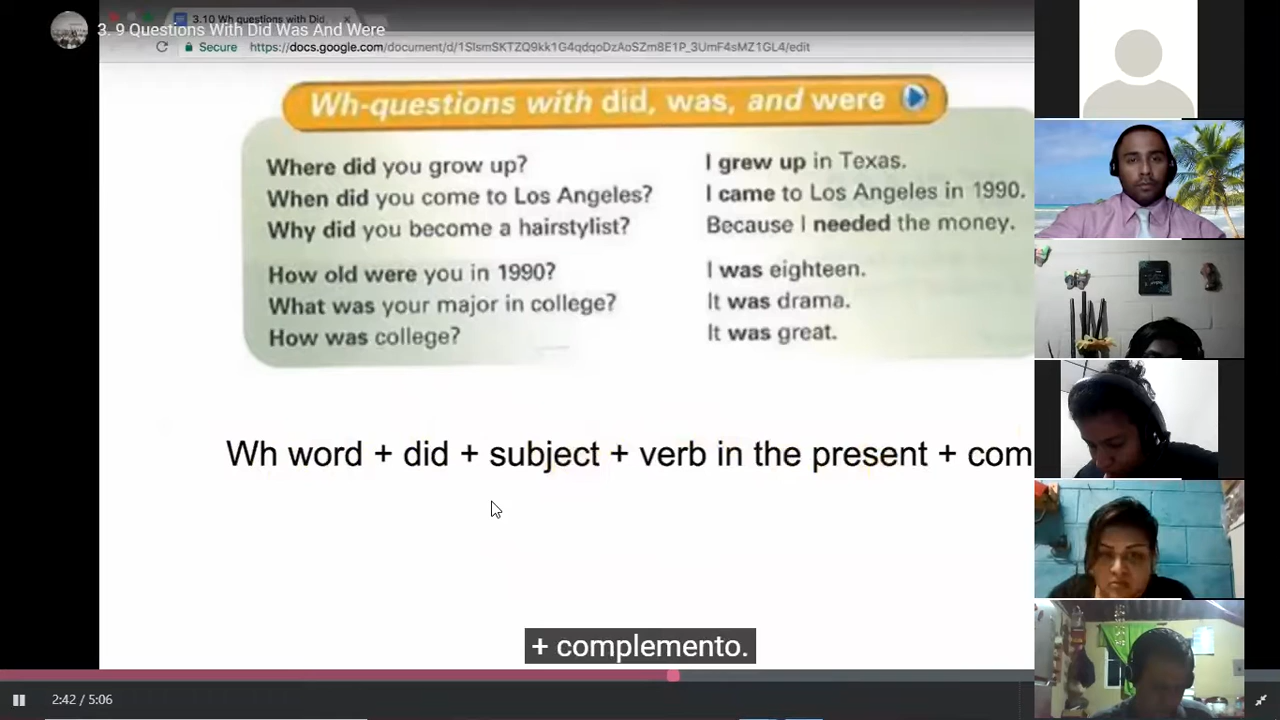 3.10 Wh questions with Did
3. 9 Questions With Did Was And Were
Secure https://docs.google.com/document/d/1SIsmSKTZQ9kk1G4qdqoDzAoSZm8E1P_3UmF4sMZ1GL4/edit
Wh-questions with did, was, and were
Where did you grow up? I grew up in Texas.
When did you come to Los Angeles? I came to Los Angeles in 1990.
Why did you become a hairstylist? Because I needed the money.
How old were you in 1990? I was eighteen.
What was your major in college? It was drama.
How was college? It was great.
Wh word + did + subject + verb in the present + com
+ complemento.
2:42 / 5:06